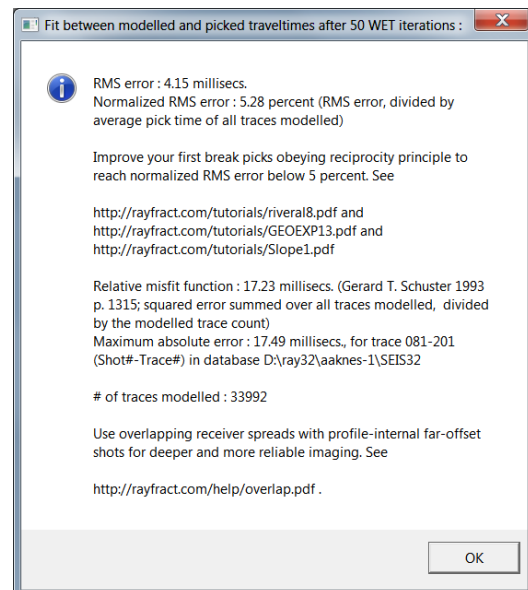 Fit between modelled and picked traveltimes after 50 WET iterations :
RMS error : 4.15 millisecs.
Normalized RMS error : 5.28 percent (RMS error, divided by
average pick time of all traces modelled)
Improve your first break picks obeying reciprocity principle to
reach normalized RMS error below 5 percent. See
http://rayfract.com/tutorials/riveral8.pdf and
http://rayfract.com/tutorials/GEOEXP13.pdf and
http://rayfract.com/tutorials/Slope1.pdf
Relative misfit function : 17.23 millisecs. (Gerard T. Schuster 1993
p. 1315; squared error summed over all traces modelled, divided
by the modelled trace count)
Maximum absolute error : 17.49 millisecs., for trace 081-201
(Shot#-Trace#) in database D:\ray32\aaknes-1\SEIS32
# of traces modelled : 33992
Use overlapping receiver spreads with profile-internal far-offset
shots for deeper and more reliable imaging. See
http://rayfract.com/help/overlap.pdf .
OK